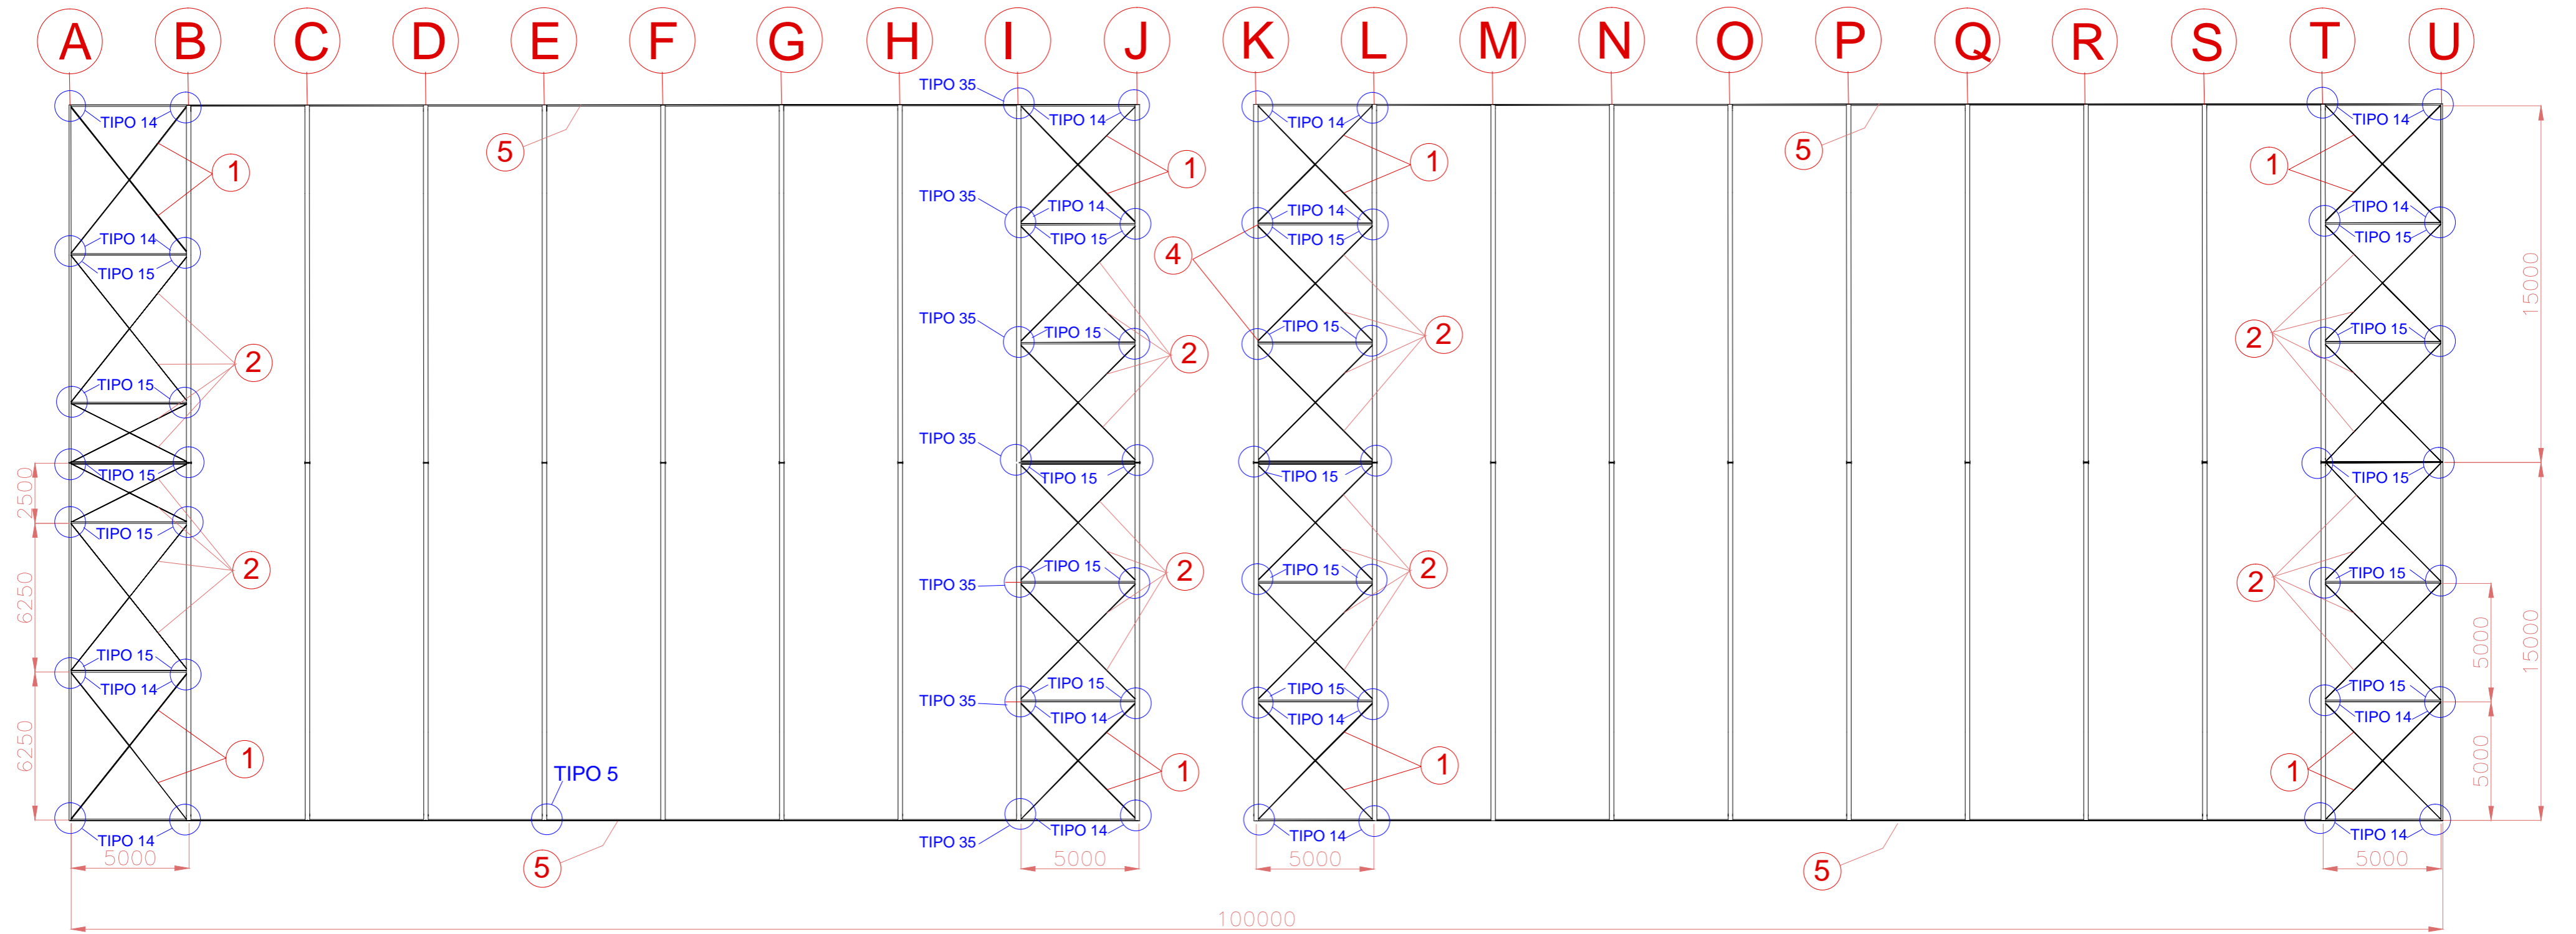 A B C D E F G H I J K L M N O P Q R S T U
TIPO 35
TIPO 14 TIPO 14 TIPO 14 TIPO 14
5 5
1 1 1 1
TIPO 35
TIPO 14 TIPO 14 TIPO 14 TIPO 14
TIPO 15 TIPO 15 TIPO 15 TIPO 15
4
15000
TIPO 35
TIPO 15 TIPO 15 TIPO 15 TIPO 15
2 2 2 2
TIPO 35
TIPO 15 TIPO 15 TIPO 15 TIPO 15
2500
TIPO 15 TIPO 15 TIPO 15 TIPO 15
2 2 2 2
TIPO 35
6250
5000
15000
TIPO 15 TIPO 15 TIPO 15 TIPO 15
TIPO 35
TIPO 14 TIPO 14 TIPO 14 TIPO 14
6250
1 1 1 1
5000
TIPO 5
TIPO 14 TIPO 35 TIPO 14 TIPO 14 TIPO 14
5000 5000 5000 5000
5 5
100000